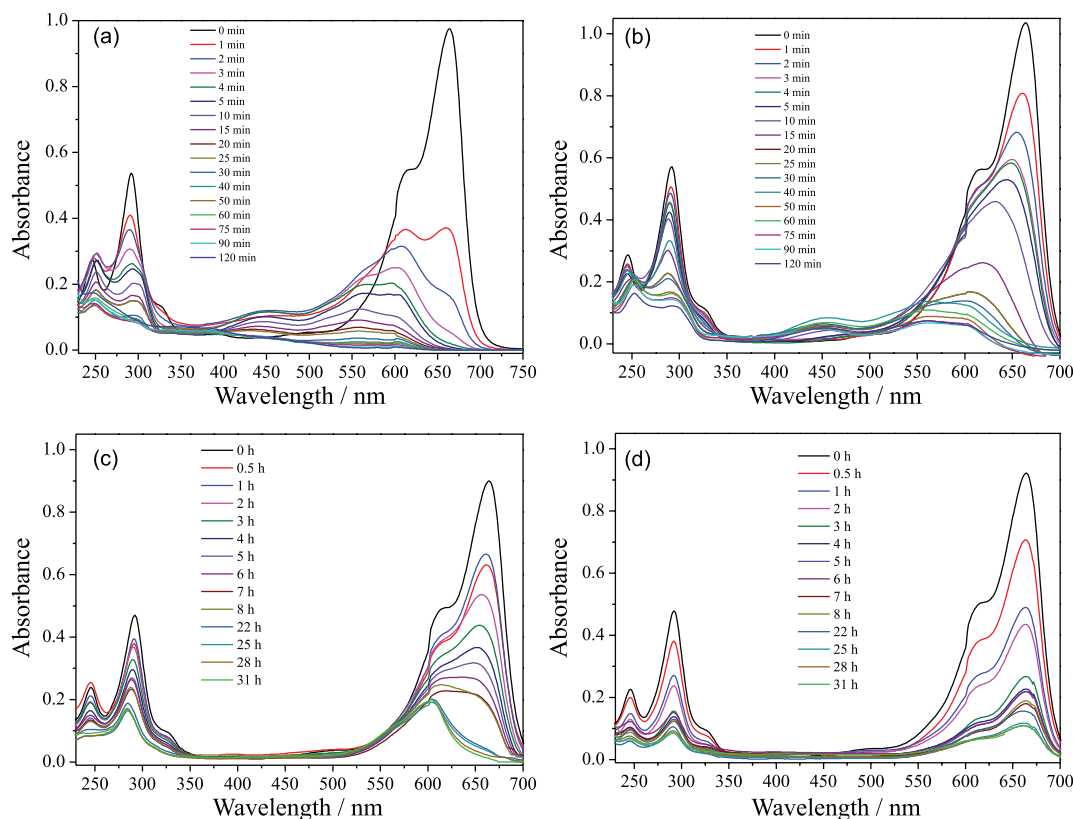 (a)
0 min
1 min
2 min
3 min
4 min
5 min
10 min
15 min
20 min
25 min
30 min
40 min
50 min
60 min
75 min
90 min
120 min
1.0
0.8
0.6
0.4
0.2
0.0
Absorbance
250 300 350 400 450 500 550 600 650 700 750
Wavelength / nm
(b)
0 min
1 min
2 min
3 min
4 min
5 min
10 min
15 min
20 min
25 min
30 min
40 min
50 min
60 min
75 min
90 min
120 min
1.0
0.8
0.6
0.4
0.2
0.0
Absorbance
250 300 350 400 450 500 550 600 650 700
Wavelength / nm
(c)
0 h
0.5 h
1 h
2 h
3 h
4 h
5 h
6 h
7 h
8 h
22 h
25 h
28 h
31 h
1.0
0.8
0.6
0.4
0.2
0.0
Absorbance
250 300 350 400 450 500 550 600 650 700
Wavelength / nm
(d)
0 h
0.5 h
1 h
2 h
3 h
4 h
5 h
6 h
7 h
8 h
22 h
25 h
28 h
31 h
1.0
0.8
0.6
0.4
0.2
0.0
Absorbance
250 300 350 400 450 500 550 600 650 700
Wavelength / nm